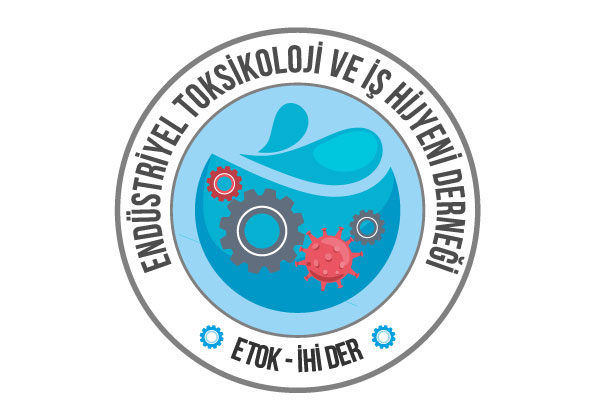 ENDÜSTRİYEL TOKSİKOLOJİ VE İŞ HİJYENİ DERNEĞİ
ETOK - İHİ DER